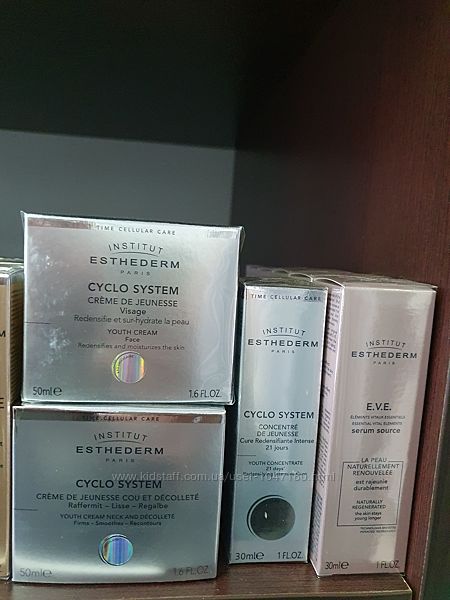 TIME CELLULAR CARE
INSTITUT
ESTHEDERM
PARIS
CYCLO SYSTEM
CRÈME DE JEUNESSE
Visage
Redensifie et sur-hydrate la peau
YOUTH CREAM
Face
Redensifies and moisturizes the skin
50ml℮ 1.6 FL.OZ.
TIME CELLULAR CARE
INSTITUT
ESTHEDERM
PARIS
CYCLO SYSTEM
CRÈME DE JEUNESSE COU ET DÉCOLLETÉ
Raffermit – Lisse – Regalbe
YOUTH CREAM NECK AND DÉCOLLETÉ
Firms – Smoothes – Recontours
50ml℮ 1.6 FL.OZ.
TIME CELLULAR CARE
INSTITUT
ESTHEDERM
PARIS
CYCLO SYSTEM
CONCENTRÉ
DE JEUNESSE
Cure Redensifiante Intense
21 jours
YOUTH CONCENTRATE
21 days
30ml℮ 1 FL.OZ.
INSTITUT
ESTHEDERM
PARIS
E.V.E.
ÉLÉMENTS VITAUX ESSENTIELS
ESSENTIAL VITAL ELEMENTS
serum source
LA PEAU
NATURELLEMENT
RENOUVELÉE
est rajeunie
durablement
NATURALLY
REGENERATED
the skin stays
young longer
30ml℮ 1 FL.OZ.